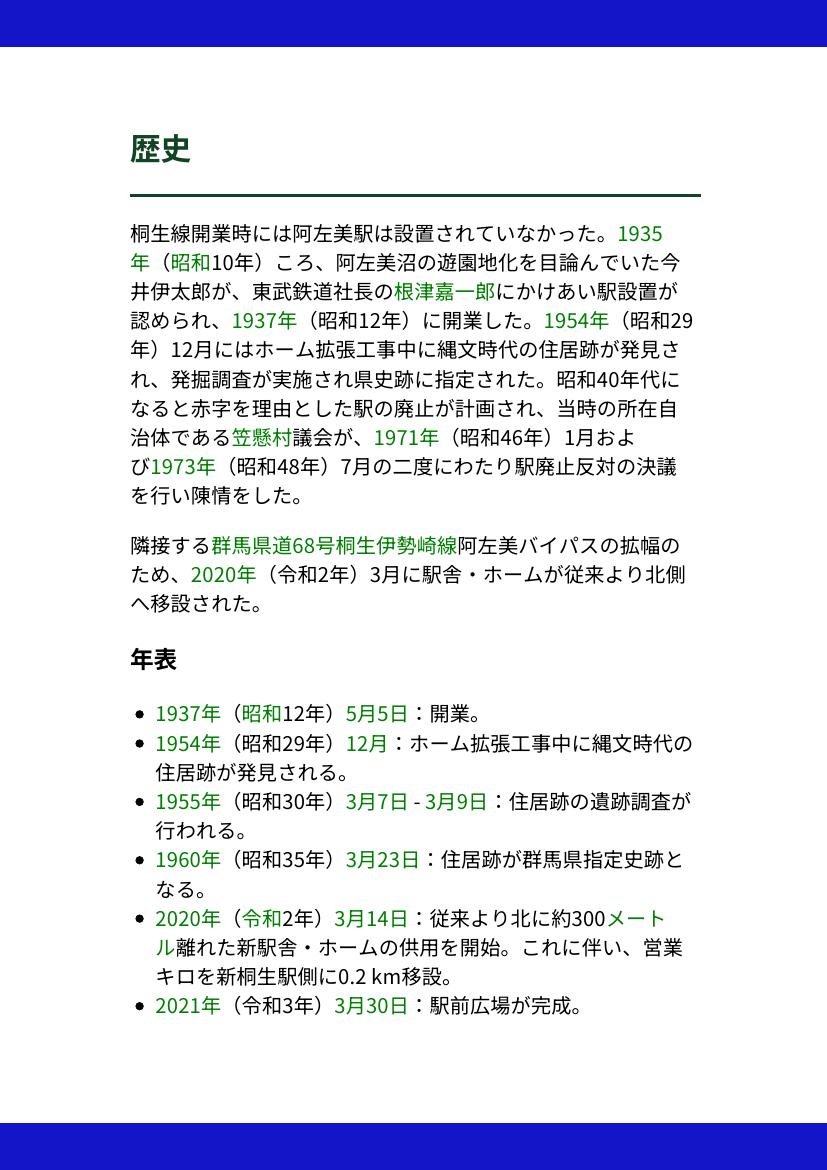 歴史
桐生線開業時には阿左美駅は設置されていなかった。1935
年（昭和10年）ころ、阿左美沼の遊園地化を目論んでいた今
井伊太郎が、東武鉄道社長の根津嘉一郎にかけあい駅設置が
認められ、1937年（昭和12年）に開業した。1954年（昭和29
年）12月にはホーム拡張工事中に縄文時代の住居跡が発見さ
れ、発掘調査が実施され県史跡に指定された。昭和40年代に
なると赤字を理由とした駅の廃止が計画され、当時の所在自
治体である笠懸村議会が、1971年（昭和46年）1月およ
び1973年（昭和48年）7月の二度にわたり駅廃止反対の決議
を行い陳情をした。
隣接する群馬県道68号桐生伊勢崎線阿左美バイパスの拡幅の
ため、2020年（令和2年）3月に駅舎・ホームが従来より北側
へ移設された。
年表
• 1937年（昭和12年）5月5日：開業。
• 1954年（昭和29年）12月：ホーム拡張工事中に縄文時代の
住居跡が発見される。
• 1955年（昭和30年）3月7日 - 3月9日：住居跡の遺跡調査が
行われる。
• 1960年（昭和35年）3月23日：住居跡が群馬県指定史跡と
なる。
• 2020年（令和2年）3月14日：従来より北に約300メート
ル離れた新駅舎・ホームの供用を開始。これに伴い、営業
キロを新桐生駅側に0.2 km移設。
• 2021年（令和3年）3月30日：駅前広場が完成。